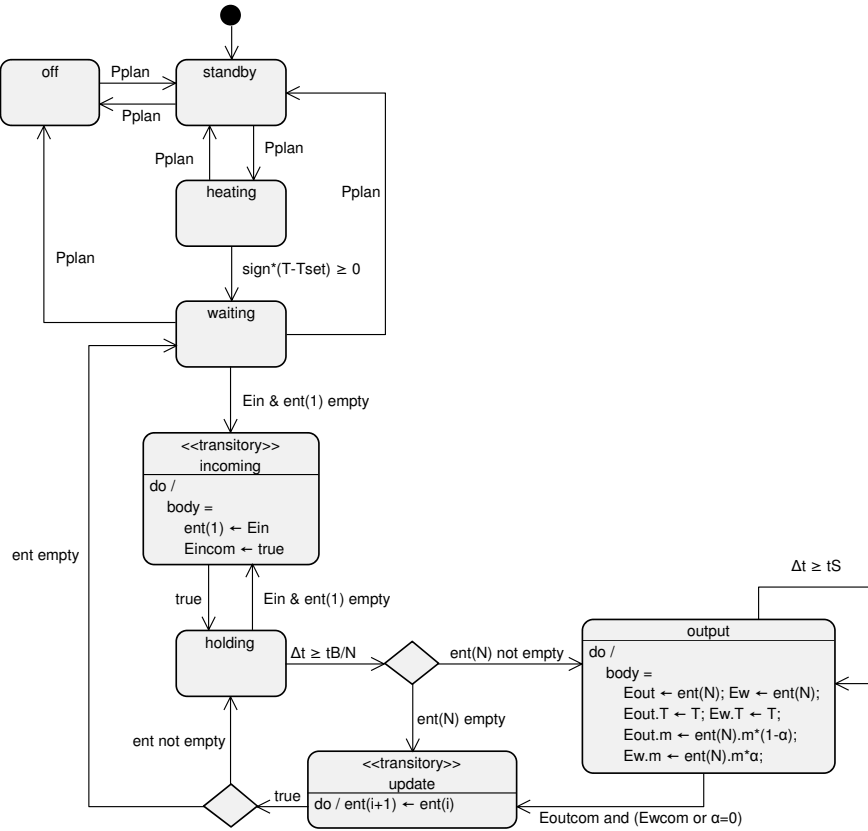 off
Pplan
standby
Pplan
Pplan
Pplan
heating
Pplan
Pplan
sign*(T-Tset) ≥ 0
waiting
Ein & ent(1) empty
<<transitory>>
incoming
do /
body =
ent(1) ← Ein
Eincom ← true
ent empty
true
Ein & ent(1) empty
holding
Δt ≥ tB/N
ent(N) not empty
Δt ≥ tS
output
do /
body =
Eout ← ent(N); Ew ← ent(N);
Eout.T ← T; Ew.T ← T;
Eout.m ← ent(N).m*(1-α);
Ew.m ← ent(N).m*α;
ent(N) empty
ent not empty
<<transitory>>
update
do / ent(i+1) ← ent(i)
true
Eoutcom and (Ewcom or α=0)